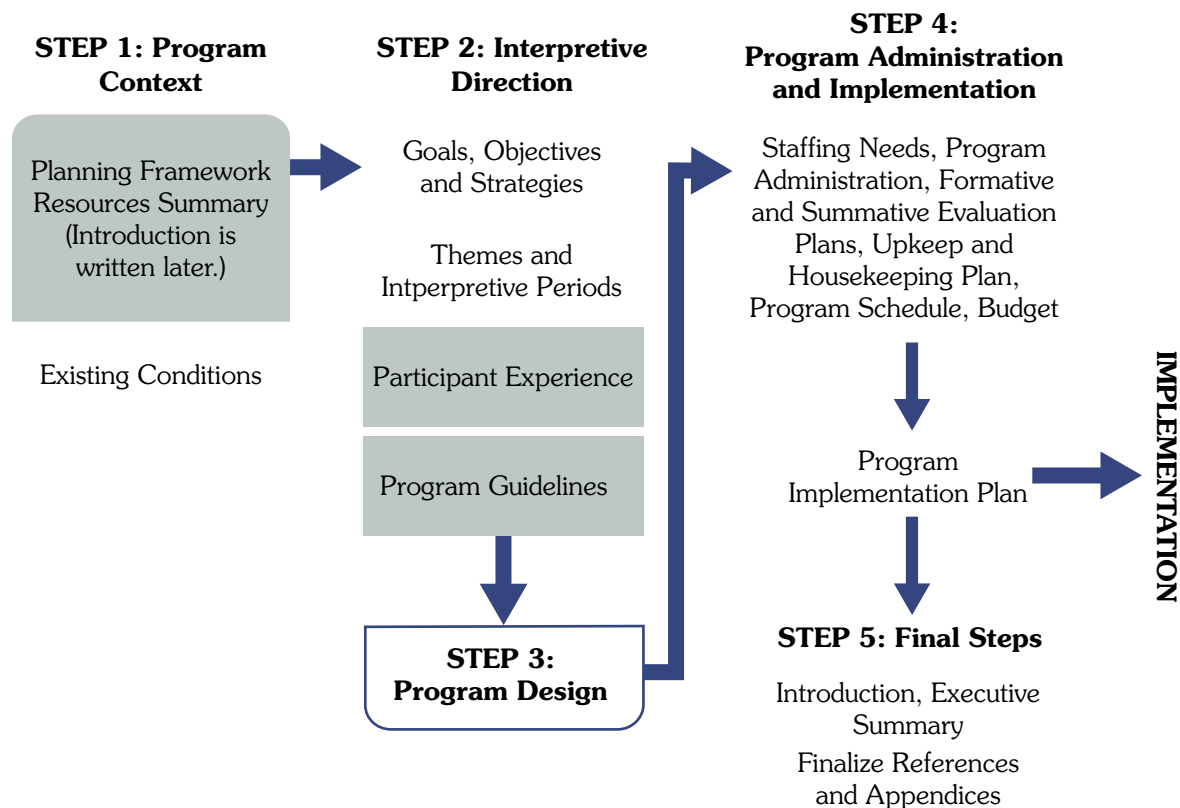 STEP 1: Program
Context
Planning Framework
Resources Summary
(Introduction is
written later.)
Existing Conditions
STEP 2: Interpretive
Direction
Goals, Objectives
and Strategies
Themes and
Intperpretive Periods
Participant Experience
Program Guidelines
STEP 3:
Program Design
STEP 4:
Program Administration
and Implementation
Staffing Needs, Program
Administration, Formative
and Summative Evaluation
Plans, Upkeep and
Housekeeping Plan,
Program Schedule, Budget
Program
Implementation Plan
IMPLEMENTATION
STEP 5: Final Steps
Introduction, Executive
Summary
Finalize References
and Appendices